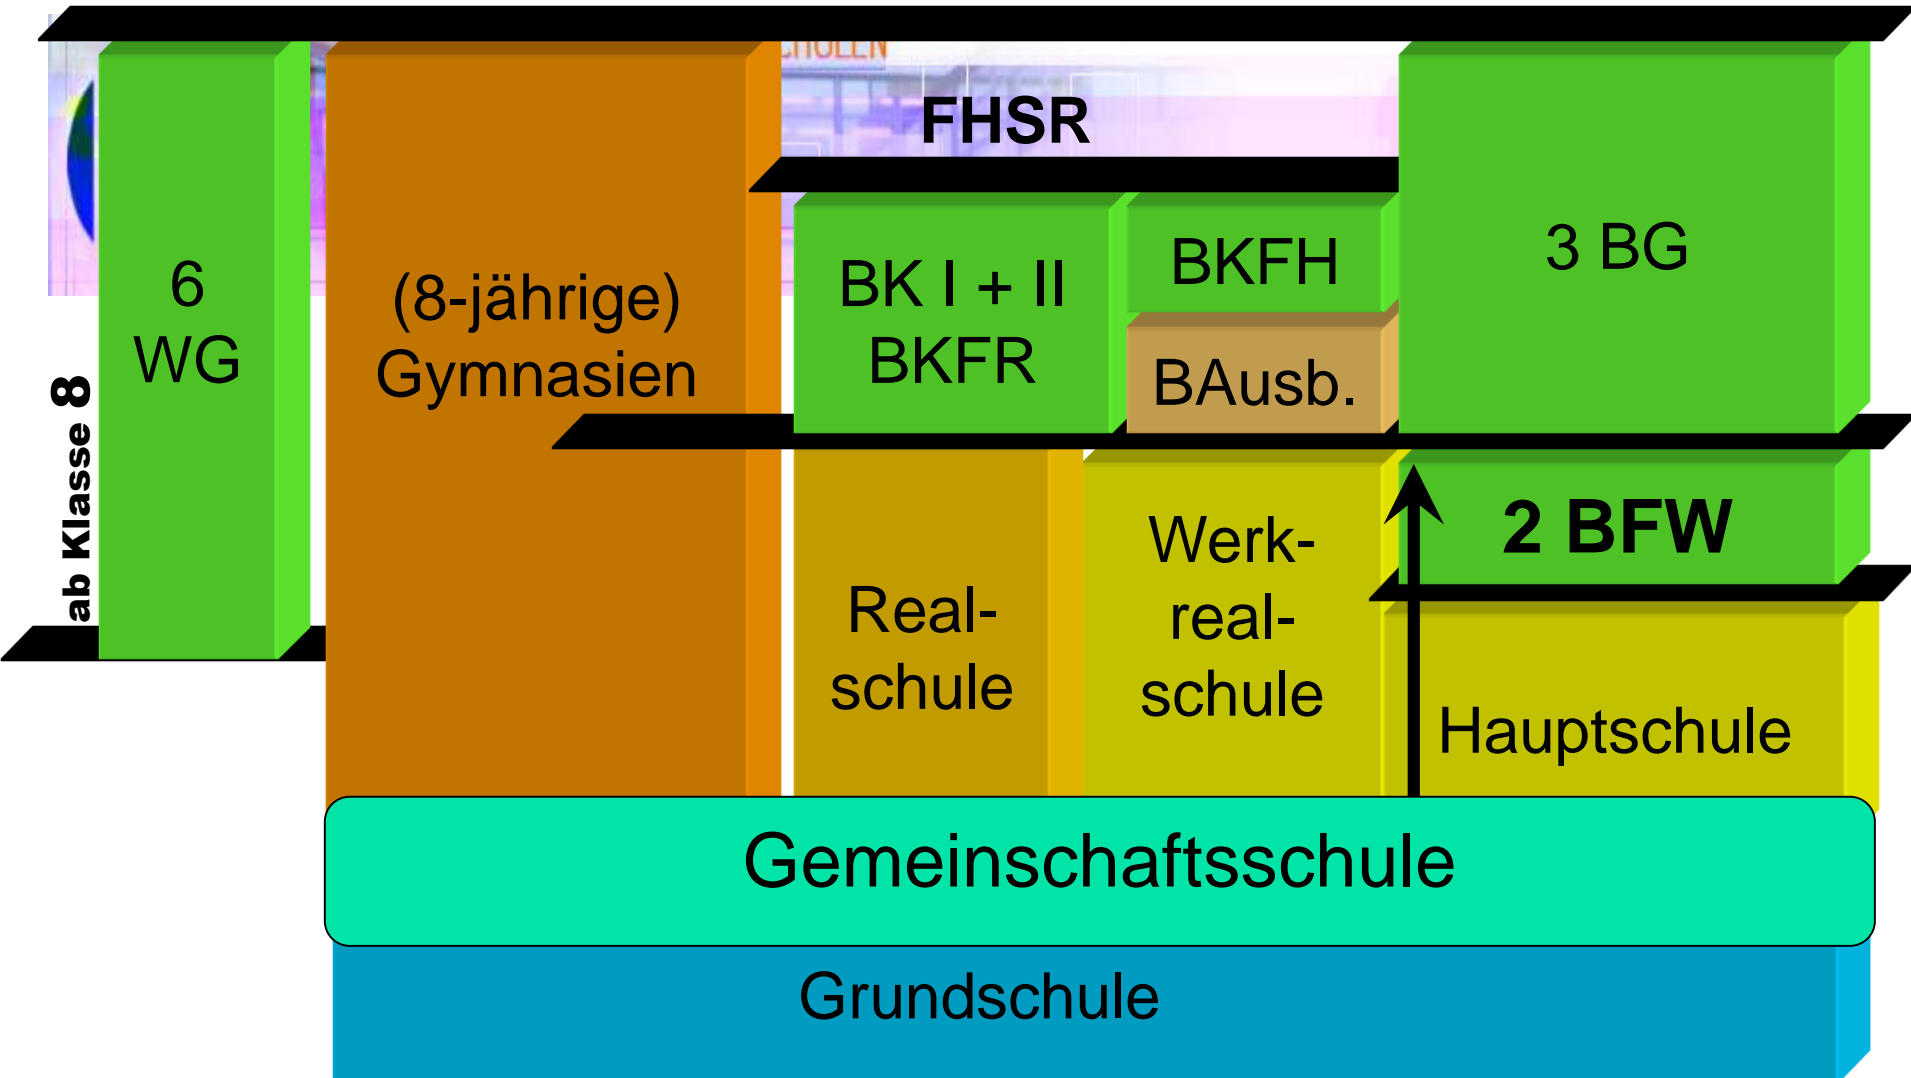 FHSR
6
WG
ab Klasse 8
(8-jährige)
Gymnasien
BK I + II
BKFR
BKFH
BAusb.
3 BG
2 BFW
Real-
schule
Werk-
real-
schule
Hauptschule
Gemeinschaftsschule
Grundschule